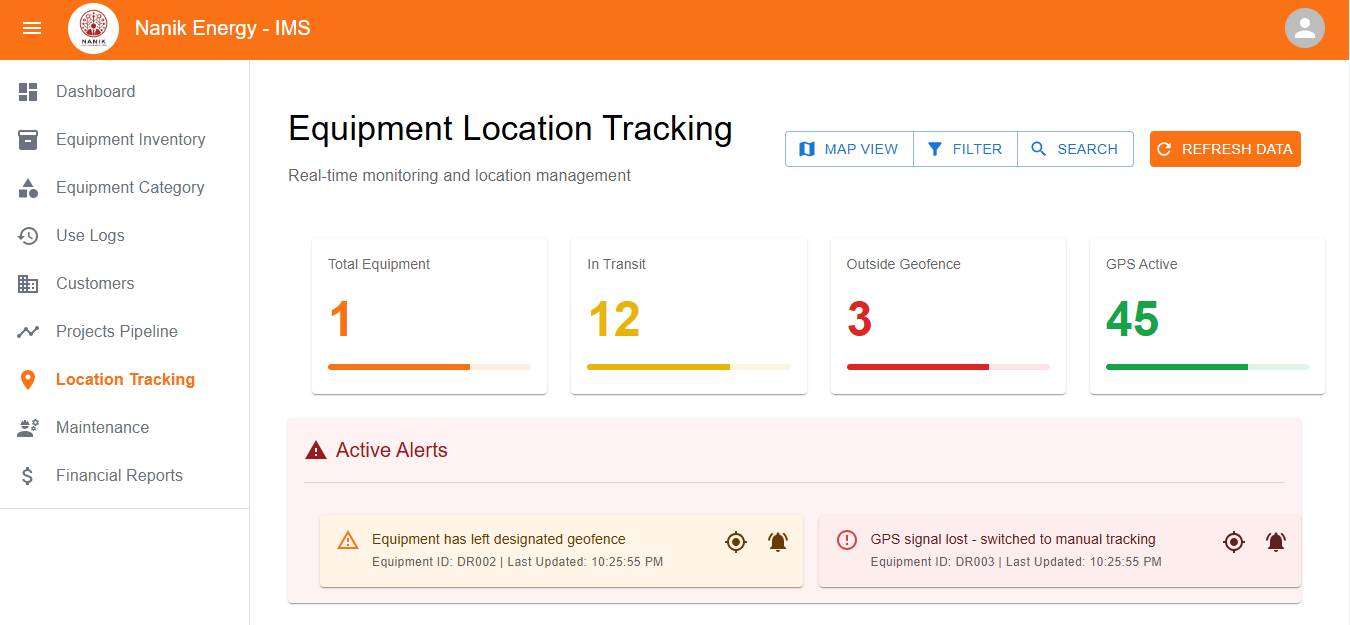 NANIK
Nanik Energy - IMS
Dashboard
Equipment Inventory
Equipment Category
Use Logs
Customers
Projects Pipeline
Location Tracking
Maintenance
Financial Reports
Equipment Location Tracking
Real-time monitoring and location management
MAP VIEW
FILTER
SEARCH
REFRESH DATA
Total Equipment
1
In Transit
12
Outside Geofence
3
GPS Active
45
Active Alerts
Equipment has left designated geofence
Equipment ID: DR002 | Last Updated: 10:25:55 PM
GPS signal lost - switched to manual tracking
Equipment ID: DR003 | Last Updated: 10:25:55 PM